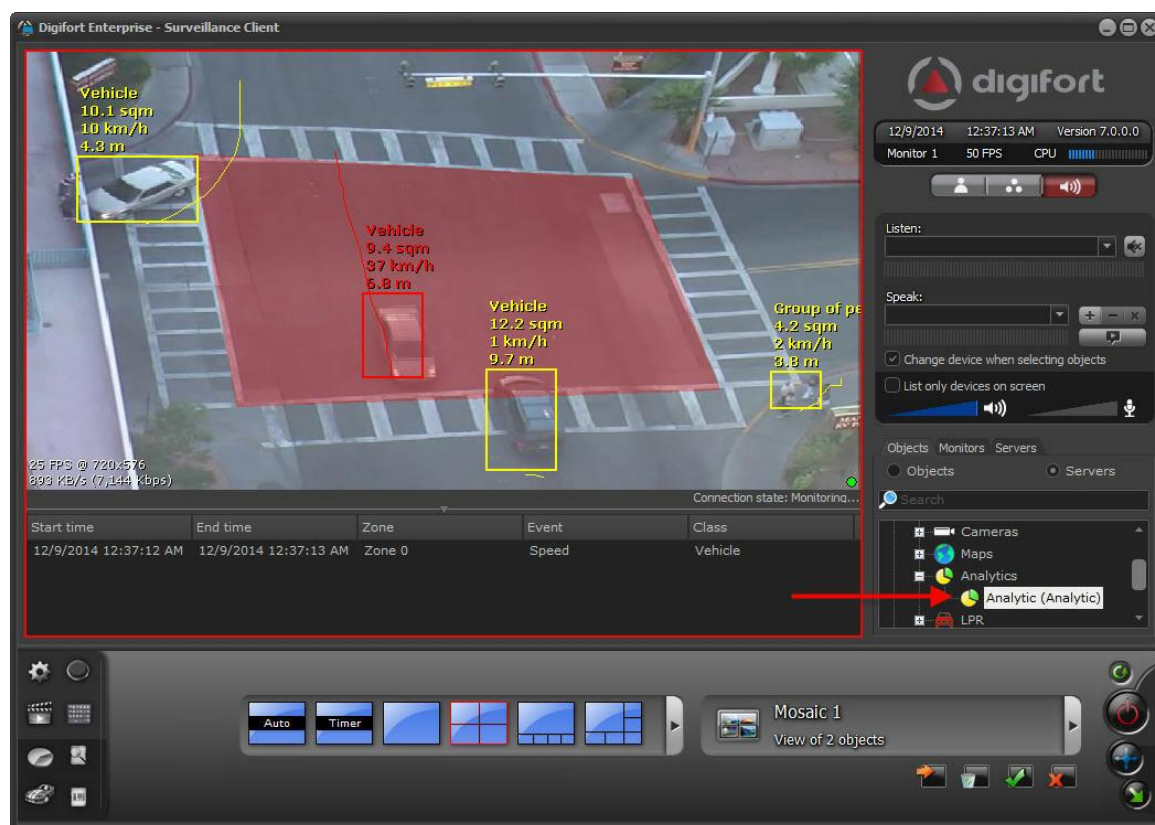 Digifort Enterprise - Surveillance Client
Vehicle
10.1 sqm
10 km/h
4.3 m
Vehicle
9.4 sqm
37 km/h
6.8 m
Vehicle
12.2 sqm
1 km/h
9.7 m
Group of pe
4.2 sqm
2 km/h
3.8 m
25 FPS @ 720x576
893 KB/s (7,144 Kbps)
Connection state: Monitoring...
Start time End time Zone Event Class
12/9/2014 12:37:12 AM 12/9/2014 12:37:13 AM Zone 0 Speed Vehicle
digifort
12/9/2014 12:37:13 AM Version 7.0.0.0
Monitor 1 50 FPS CPU
Listen:
Speak:
Change device when selecting objects
List only devices on screen
Objects Monitors Servers
Objects Servers
Search
Cameras
Maps
Analytics
Analytic (Analytic)
LPR
Auto Timer
Mosaic 1
View of 2 objects